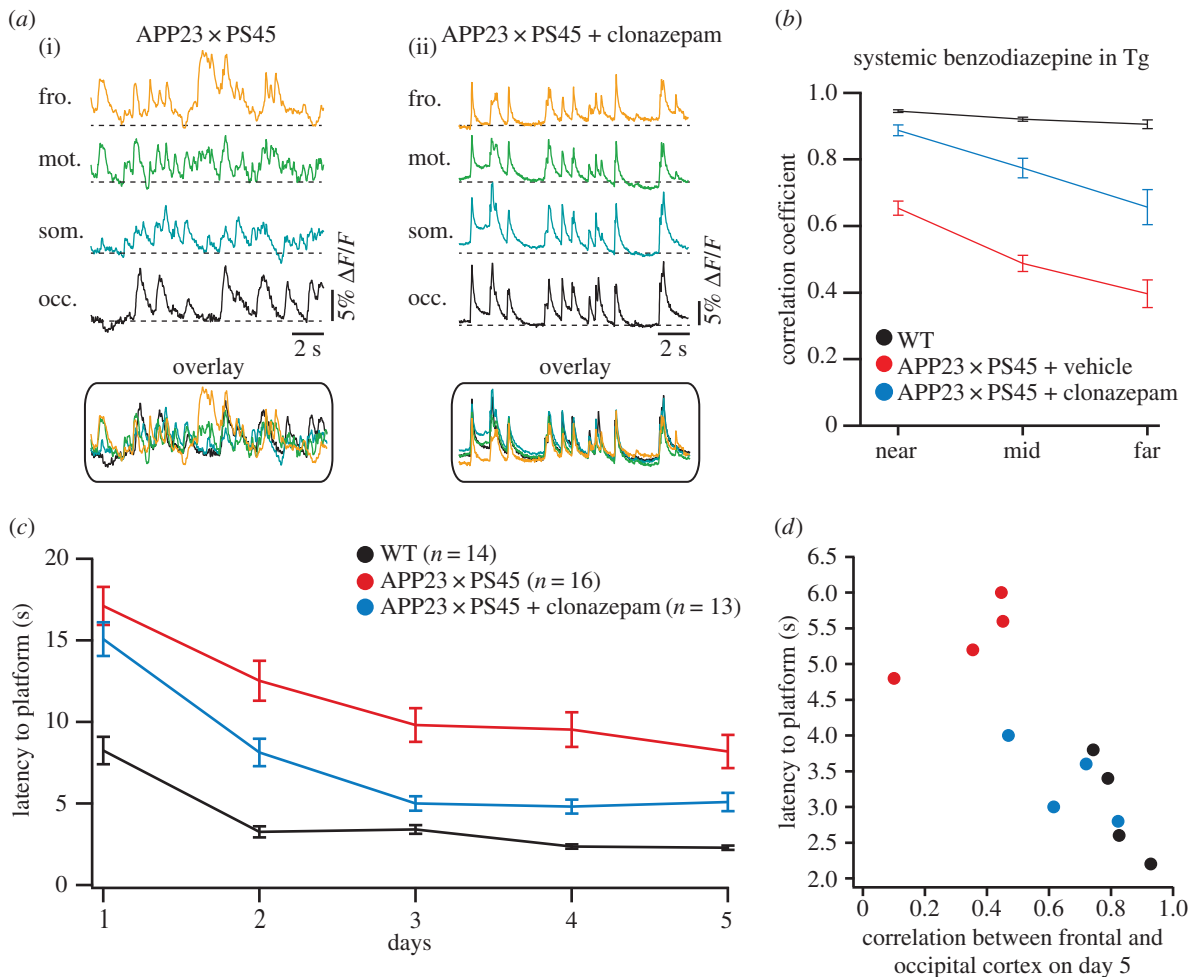 (a)
(i)
APP23 × PS45
fro.
mot.
som.
occ.
5% ΔF/F
2 s
overlay
(ii)
APP23 × PS45 + clonazepam
fro.
mot.
som.
occ.
5% ΔF/F
2 s
overlay
(b)
systemic benzodiazepine in Tg
correlation coefficient
1.0
0.8
0.6
0.4
0.2
0
near mid far
WT
APP23 × PS45 + vehicle
APP23 × PS45 + clonazepam
(c)
latency to platform (s)
20
15
10
5
0
1 2 3 4 5
days
WT (n = 14)
APP23 × PS45 (n = 16)
APP23 × PS45 + clonazepam (n = 13)
(d)
latency to platform (s)
6.5
6.0
5.5
5.0
4.5
4.0
3.5
3.0
2.5
2.0
0 0.2 0.4 0.6 0.8 1.0
correlation between frontal and
occipital cortex on day 5